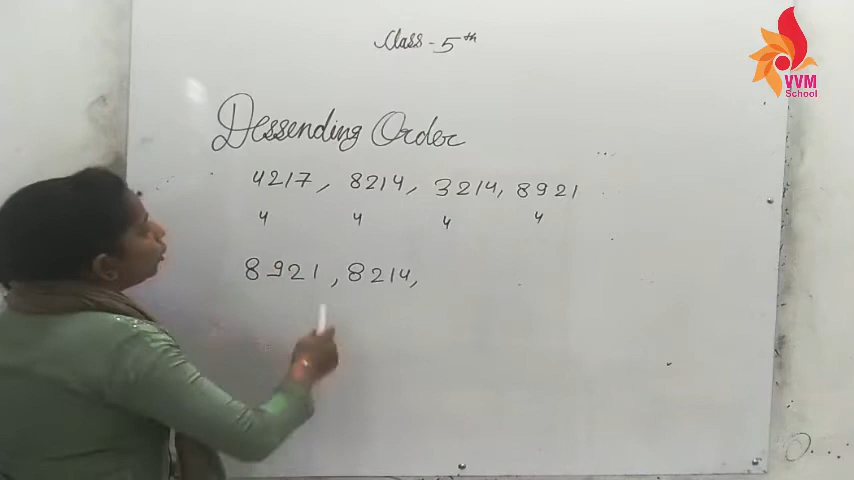 Class - 5th
VVM
School
Dessending Order
4217, 8214, 3214, 8921
4 4 4 4
8921, 8214,